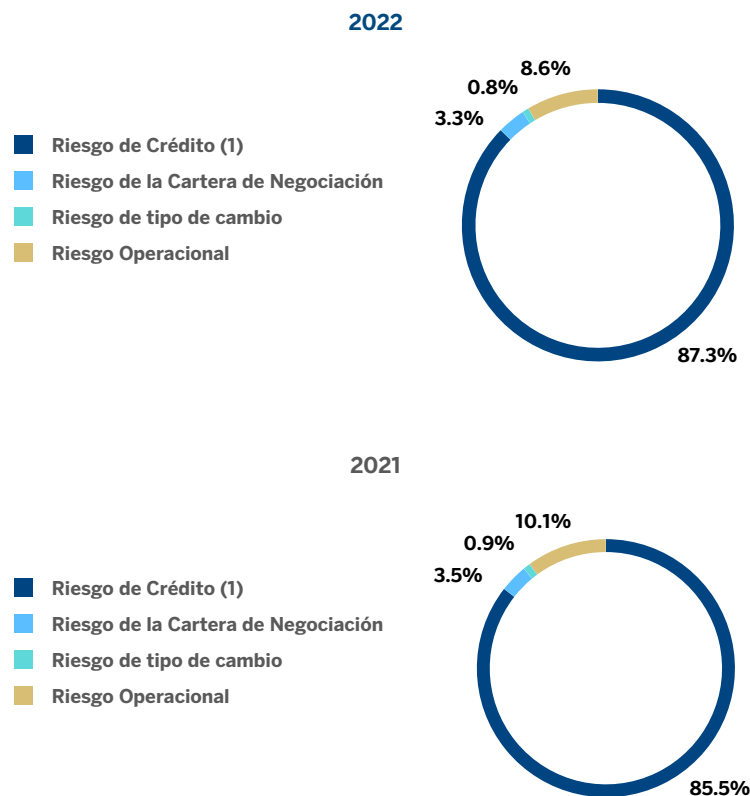 2022
8.6%
0.8%
3.3%
Riesgo de Crédito (1)
Riesgo de la Cartera de Negociación
Riesgo de tipo de cambio
Riesgo Operacional
87.3%
2021
10.1%
0.9%
3.5%
Riesgo de Crédito (1)
Riesgo de la Cartera de Negociación
Riesgo de tipo de cambio
Riesgo Operacional
85.5%